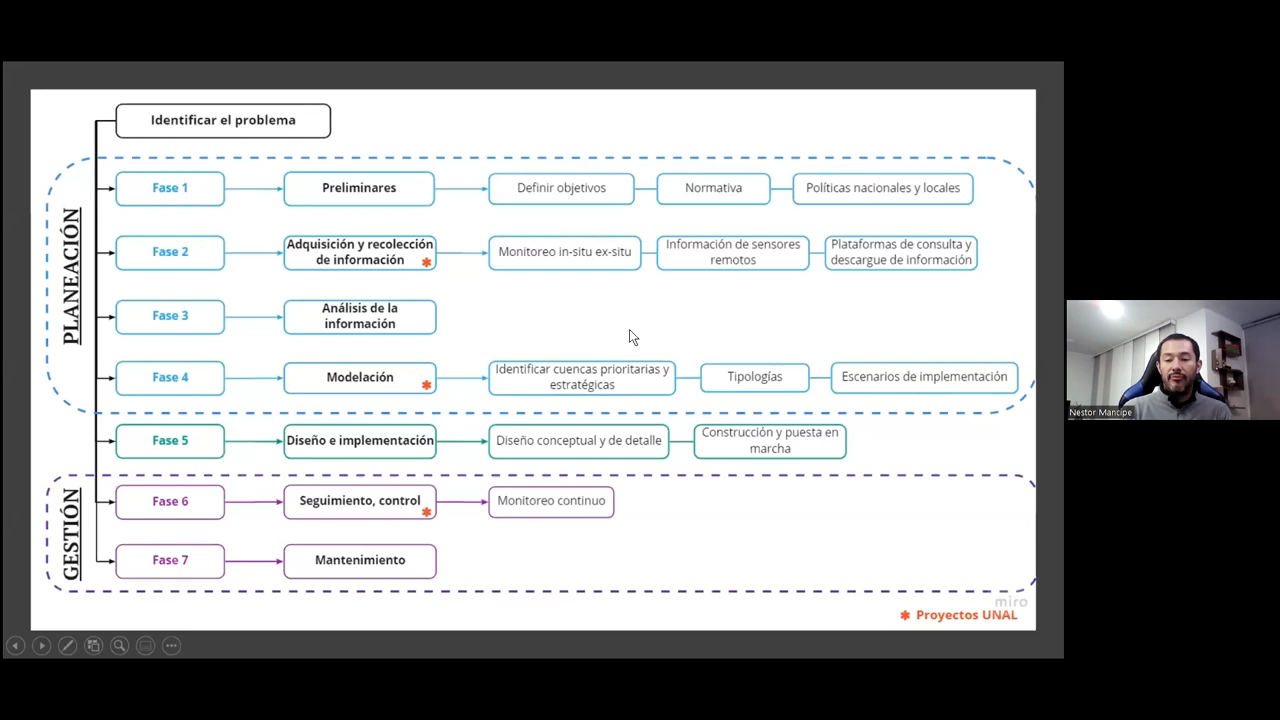 Identificar el problema
PLANEACIÓN
Fase 1
Preliminares
Definir objetivos
Normativa
Políticas nacionales y locales
Fase 2
Adquisición y recolección
de información
Monitoreo in-situ ex-situ
Información de sensores
remotos
Plataformas de consulta y
descargue de información
Fase 3
Análisis de la
información
Fase 4
Modelación
Identificar cuencas prioritarias y
estratégicas
Tipologías
Escenarios de implementación
Fase 5
Diseño e implementación
Diseño conceptual y de detalle
Construcción y puesta en
marcha
GESTIÓN
Fase 6
Seguimiento, control
Monitoreo continuo
Fase 7
Mantenimiento
miro
Proyectos UNAL
Nestor Mancipe